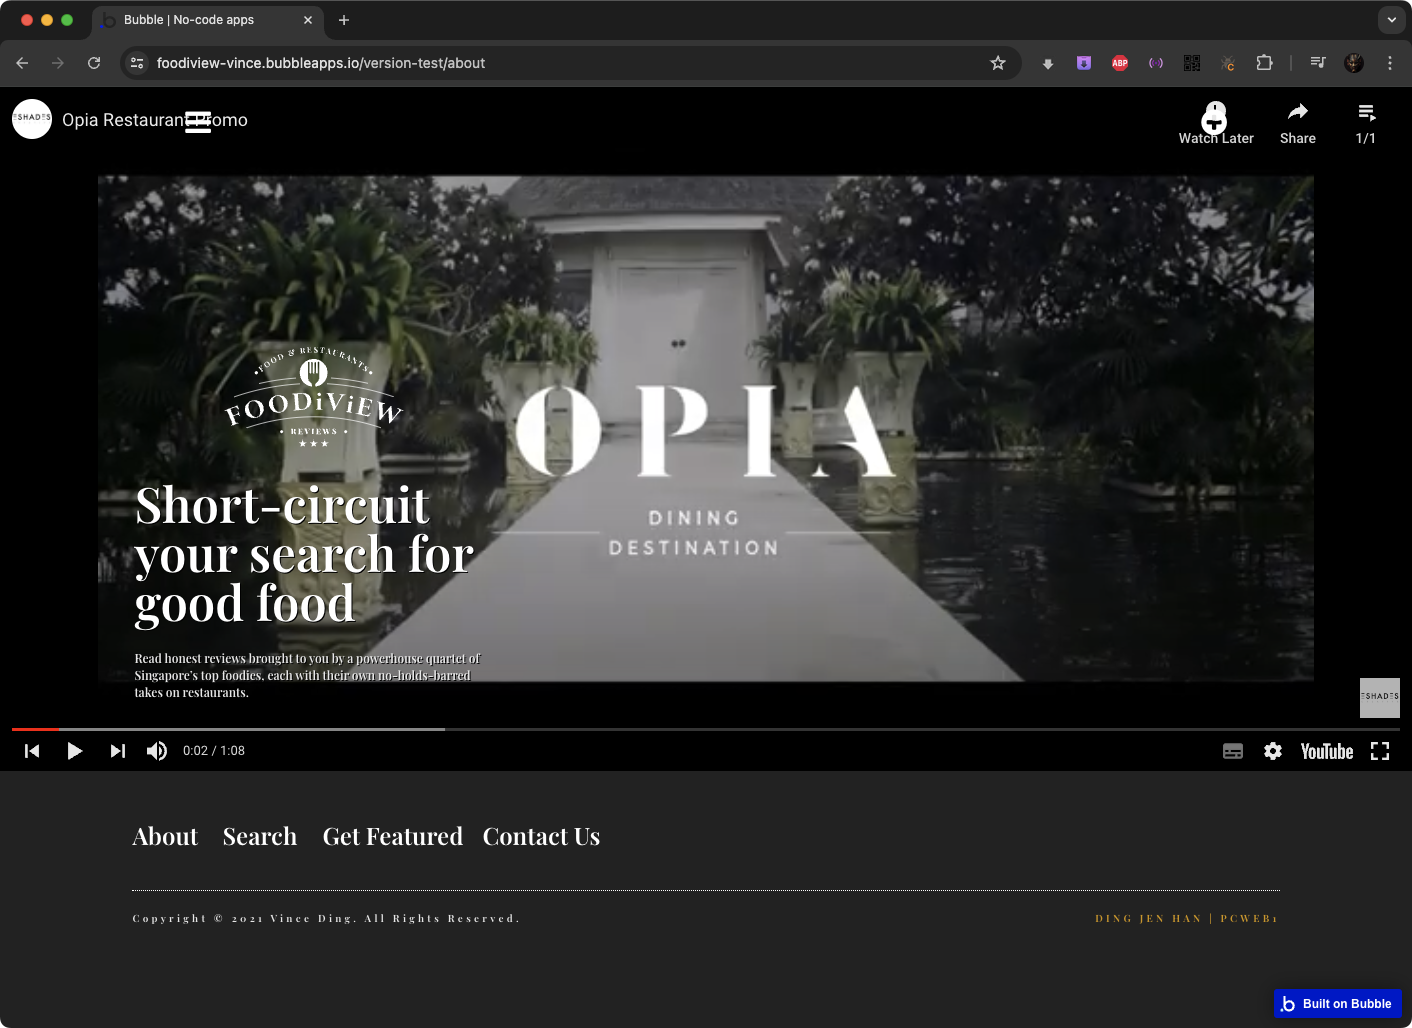 Bubble | No-code apps
foodiview-vince.bubbleapps.io/version-test/about
ABP
C
ESHADES
Opia Restaurant Promo
Watch Later
Share
1/1
FOOD & RESTAURANTS
FOODiViEW
REVIEWS
OPIA
DINING
DESTINATION
Short-circuit
your search for
good food
Read honest reviews brought to you by a powerhouse quartet of
Singapore's top foodies, each with their own no-holds-barred
takes on restaurants.
ESHADES
0:02 / 1:08
YouTube
About Search Get Featured Contact Us
Copyright © 2021 Vince Ding. All Rights Reserved.
DING JEN HAN | PCWEB1
b Built on Bubble